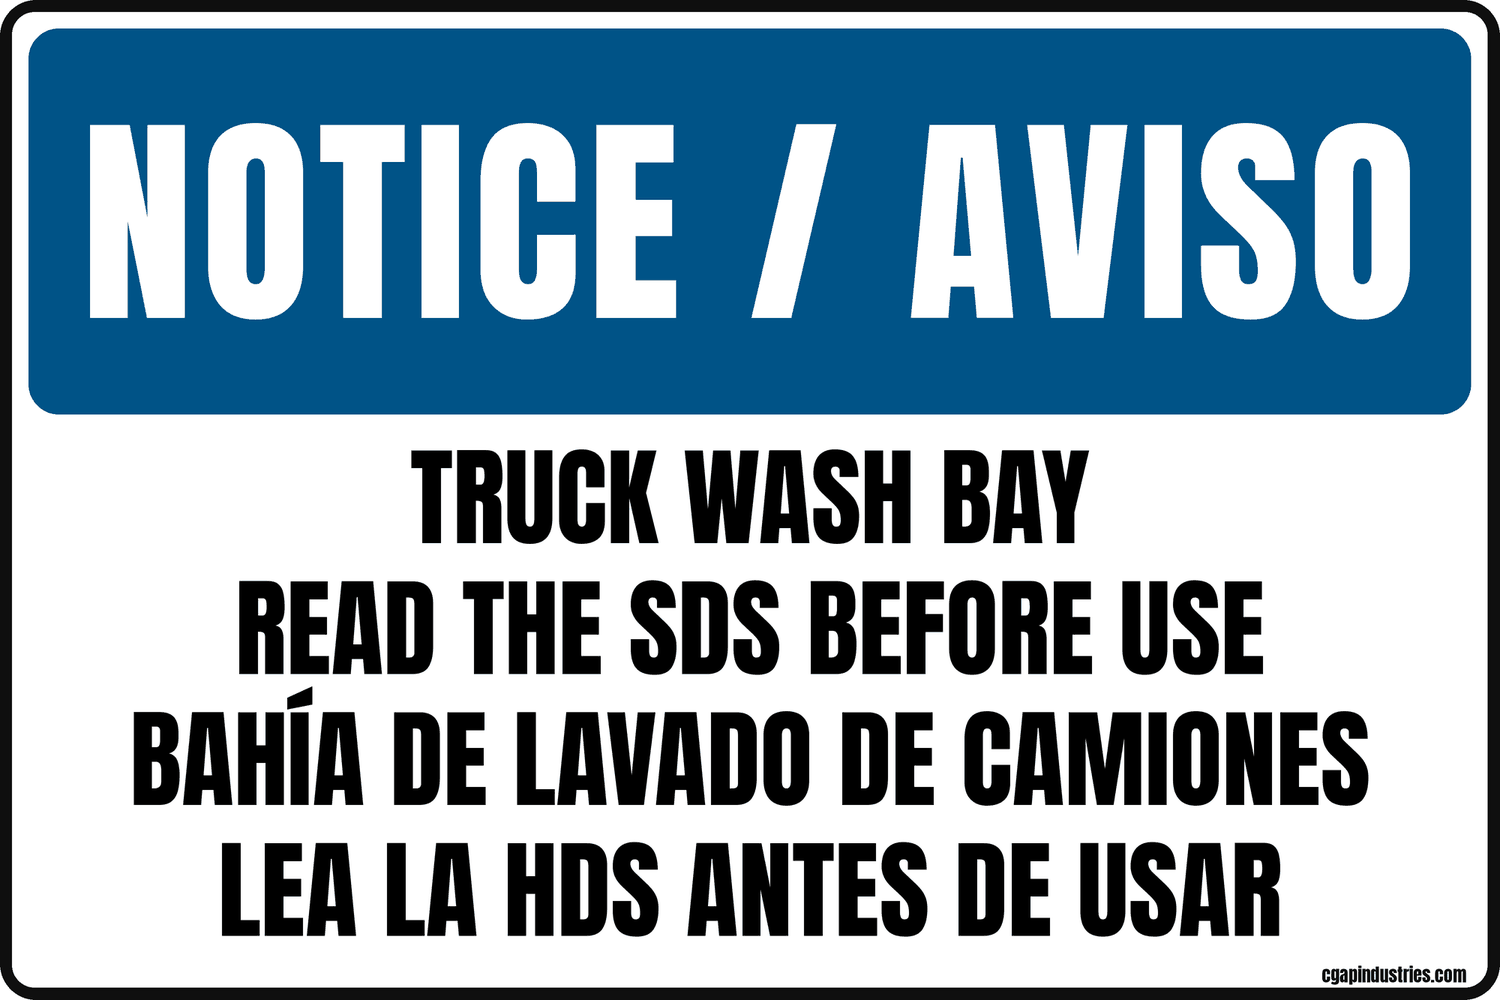 NOTICE / AVISO
TRUCK WASH BAY
READ THE SDS BEFORE USE
BAHÍA DE LAVADO DE CAMIONES
LEA LA HDS ANTES DE USAR
cgapindustries.com